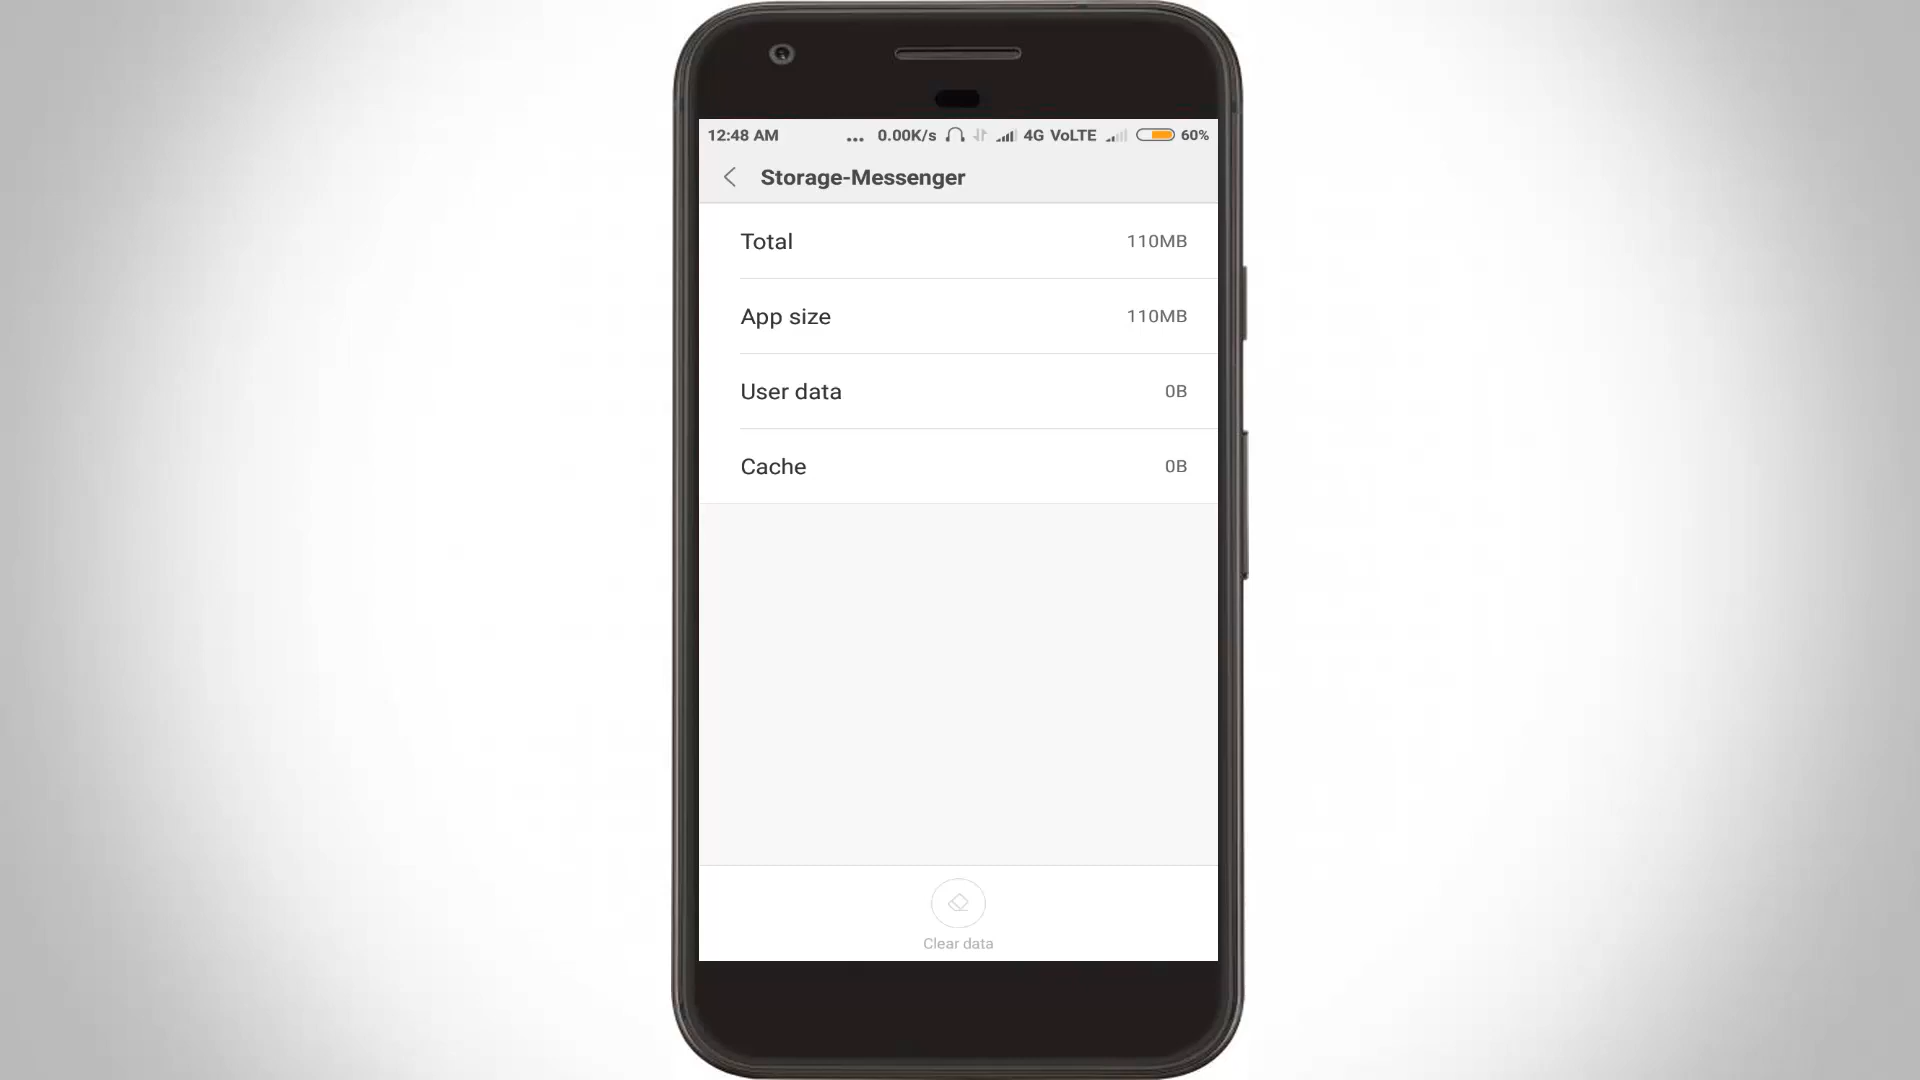 12:48 AM ... 0.00K/s 4G VoLTE 60%
Storage-Messenger
Total 110MB
App size 110MB
User data 0B
Cache 0B
Clear data